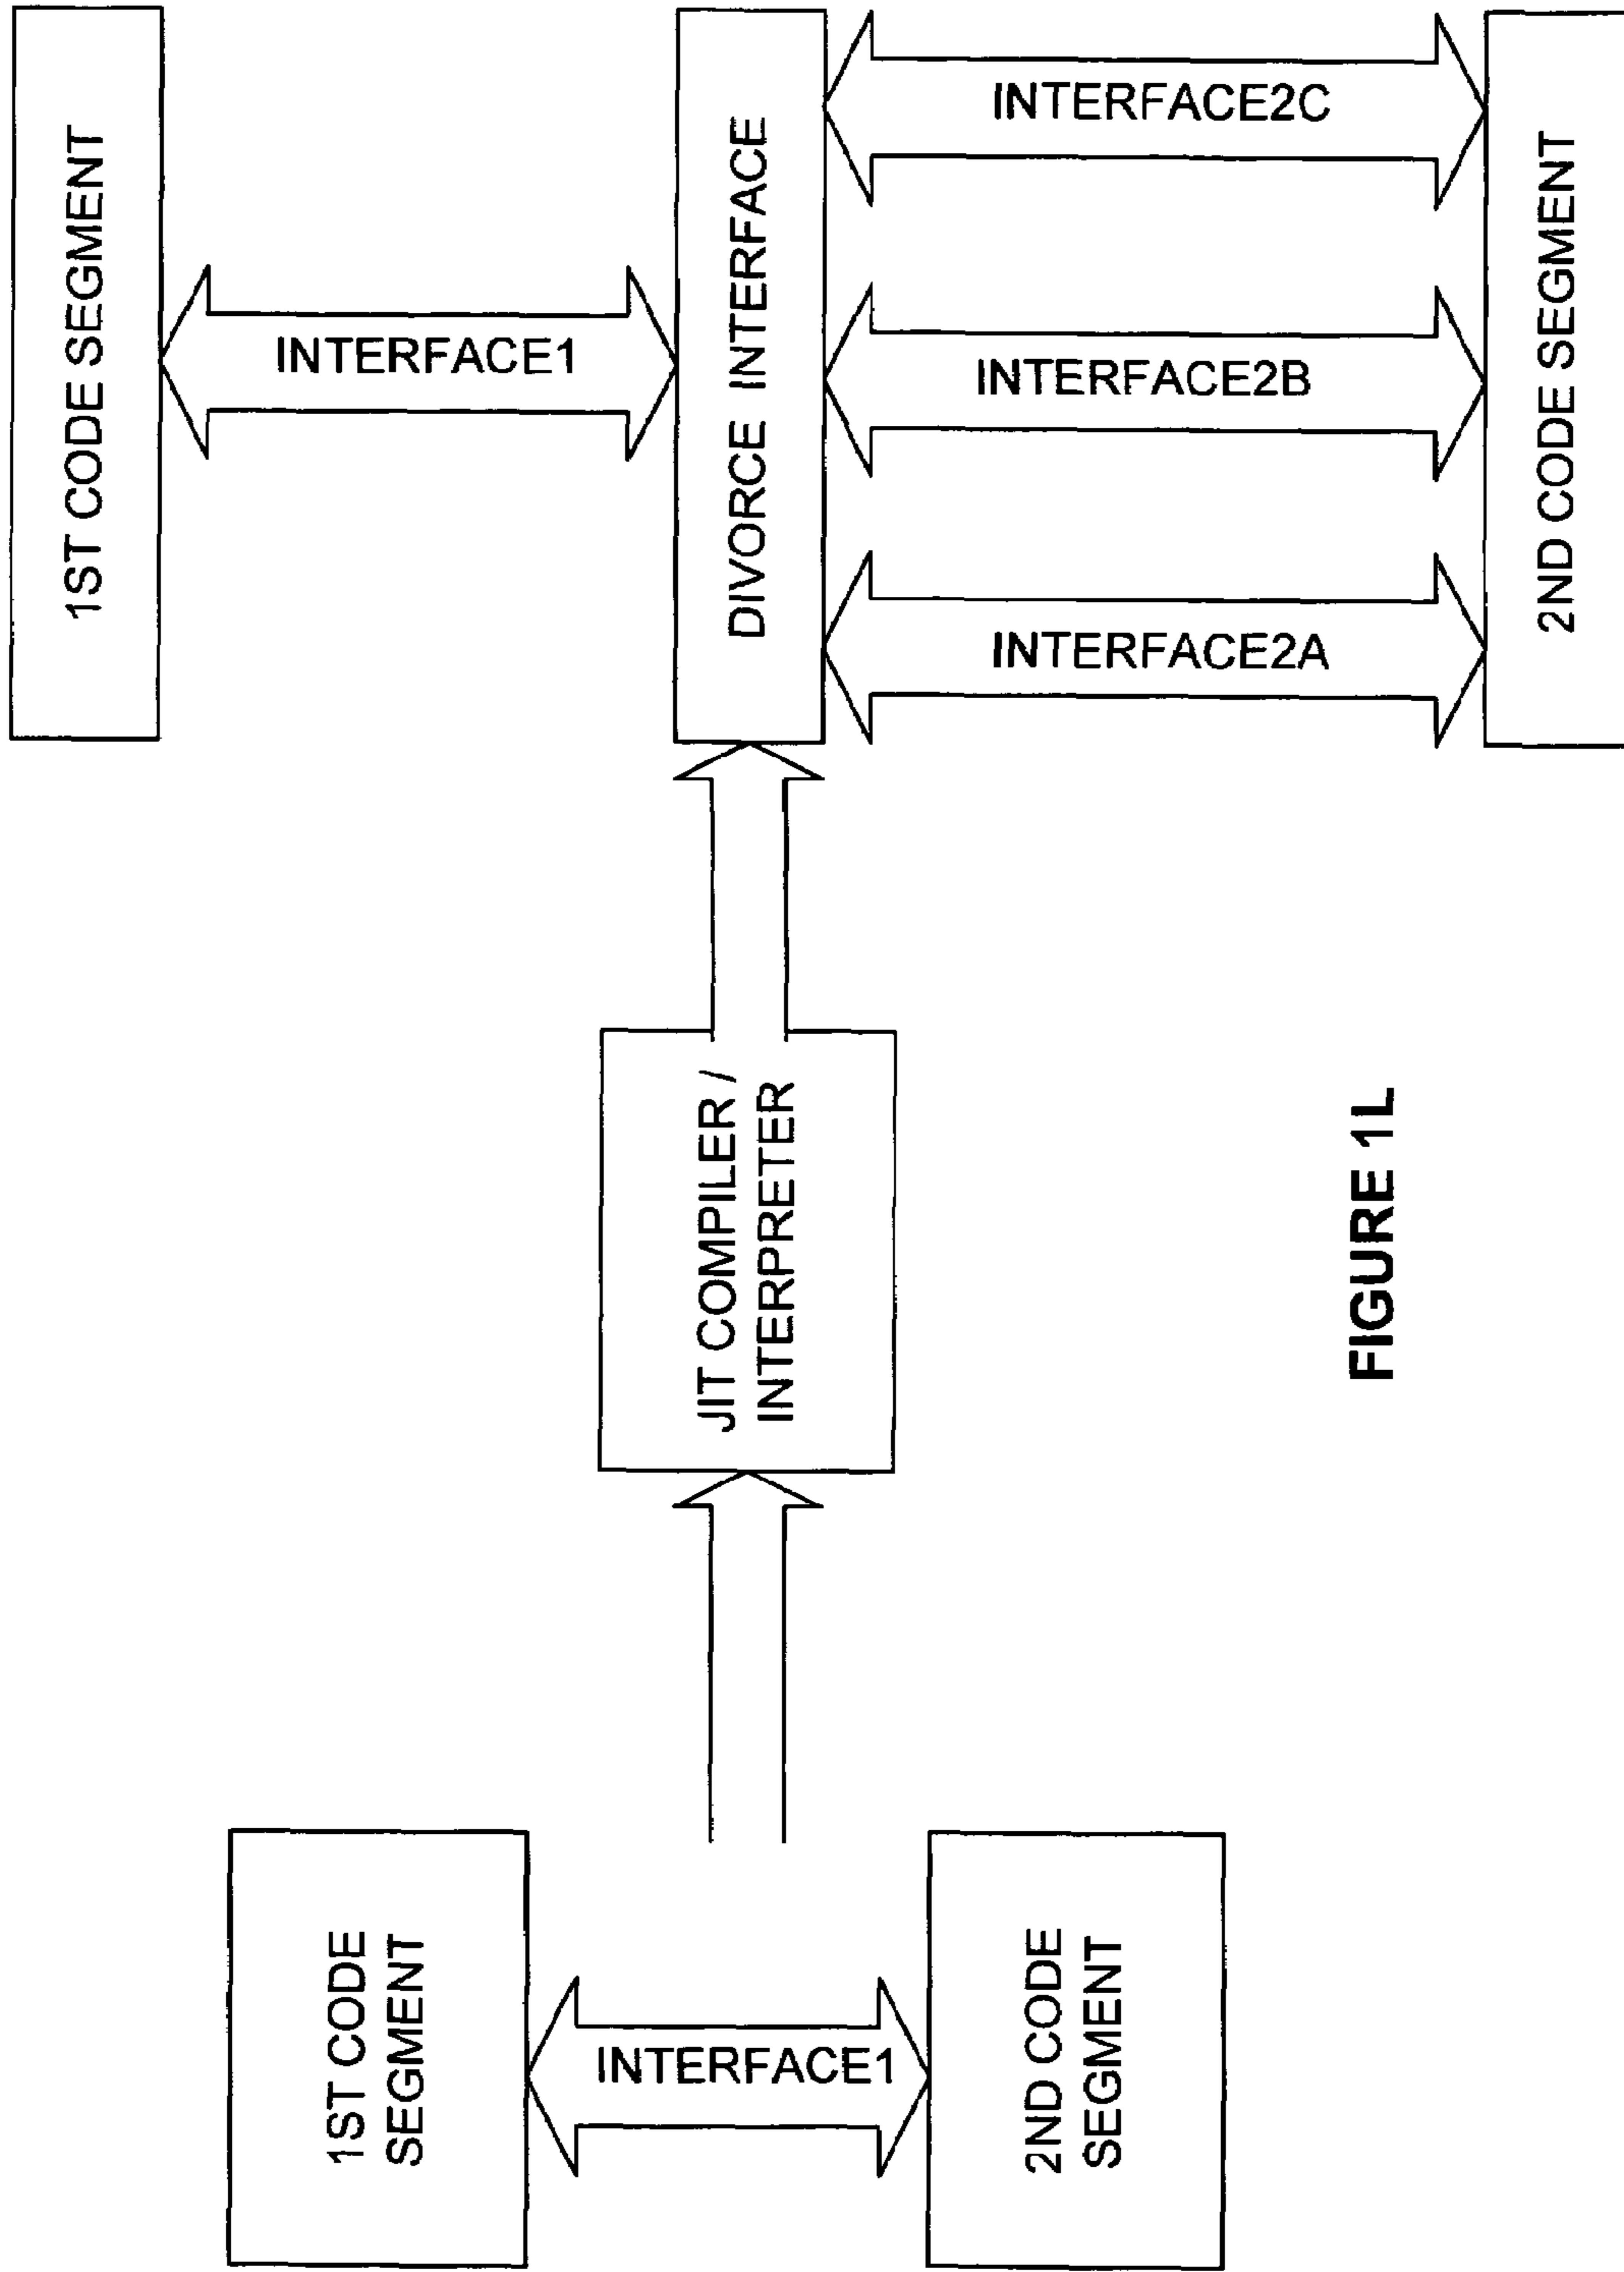 1ST CODE
SEGMENT
INTERFACE1
2ND CODE
SEGMENT
JIT COMPILER /
INTERPRETER
1ST CODE SEGMENT
INTERFACE1
DIVORCE INTERFACE
INTERFACE2A
INTERFACE2B
INTERFACE2C
2ND CODE SEGMENT
FIGURE 1L